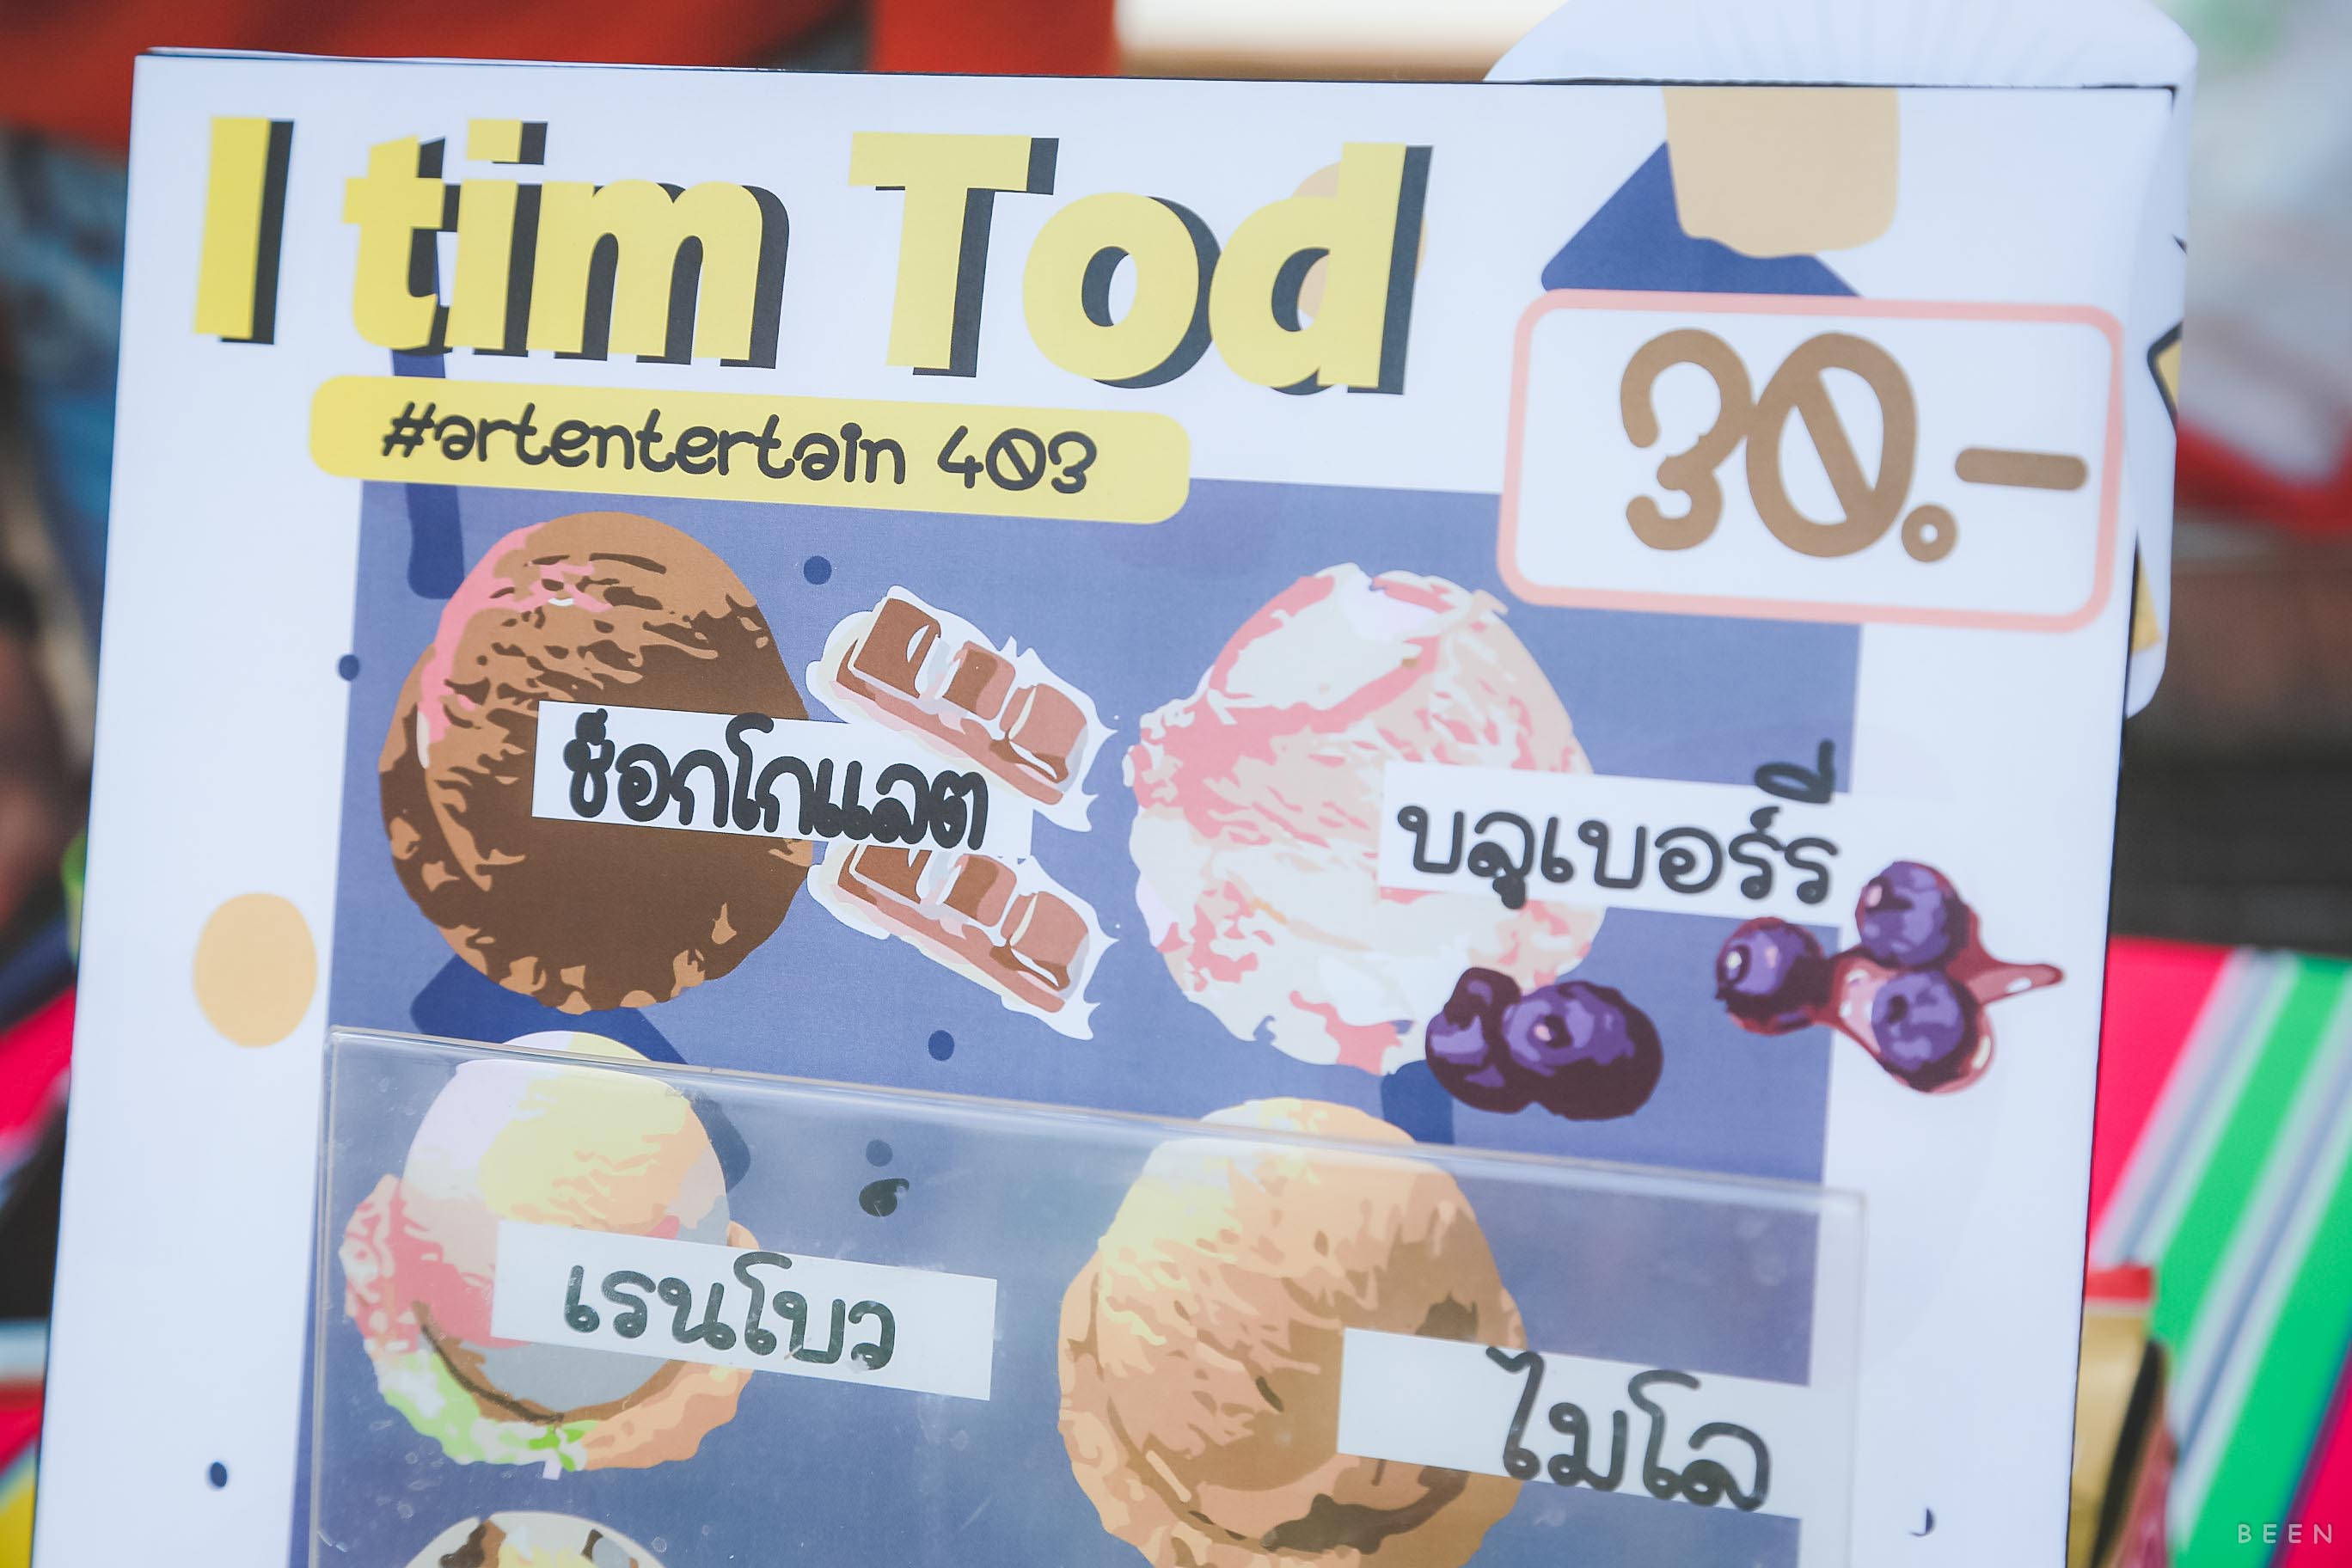 I tim Tod
#artentertain 403
30.-
ช็อกโกแลต
บลูเบอร์รี่
เรนโบว
ไมโล
BEEN